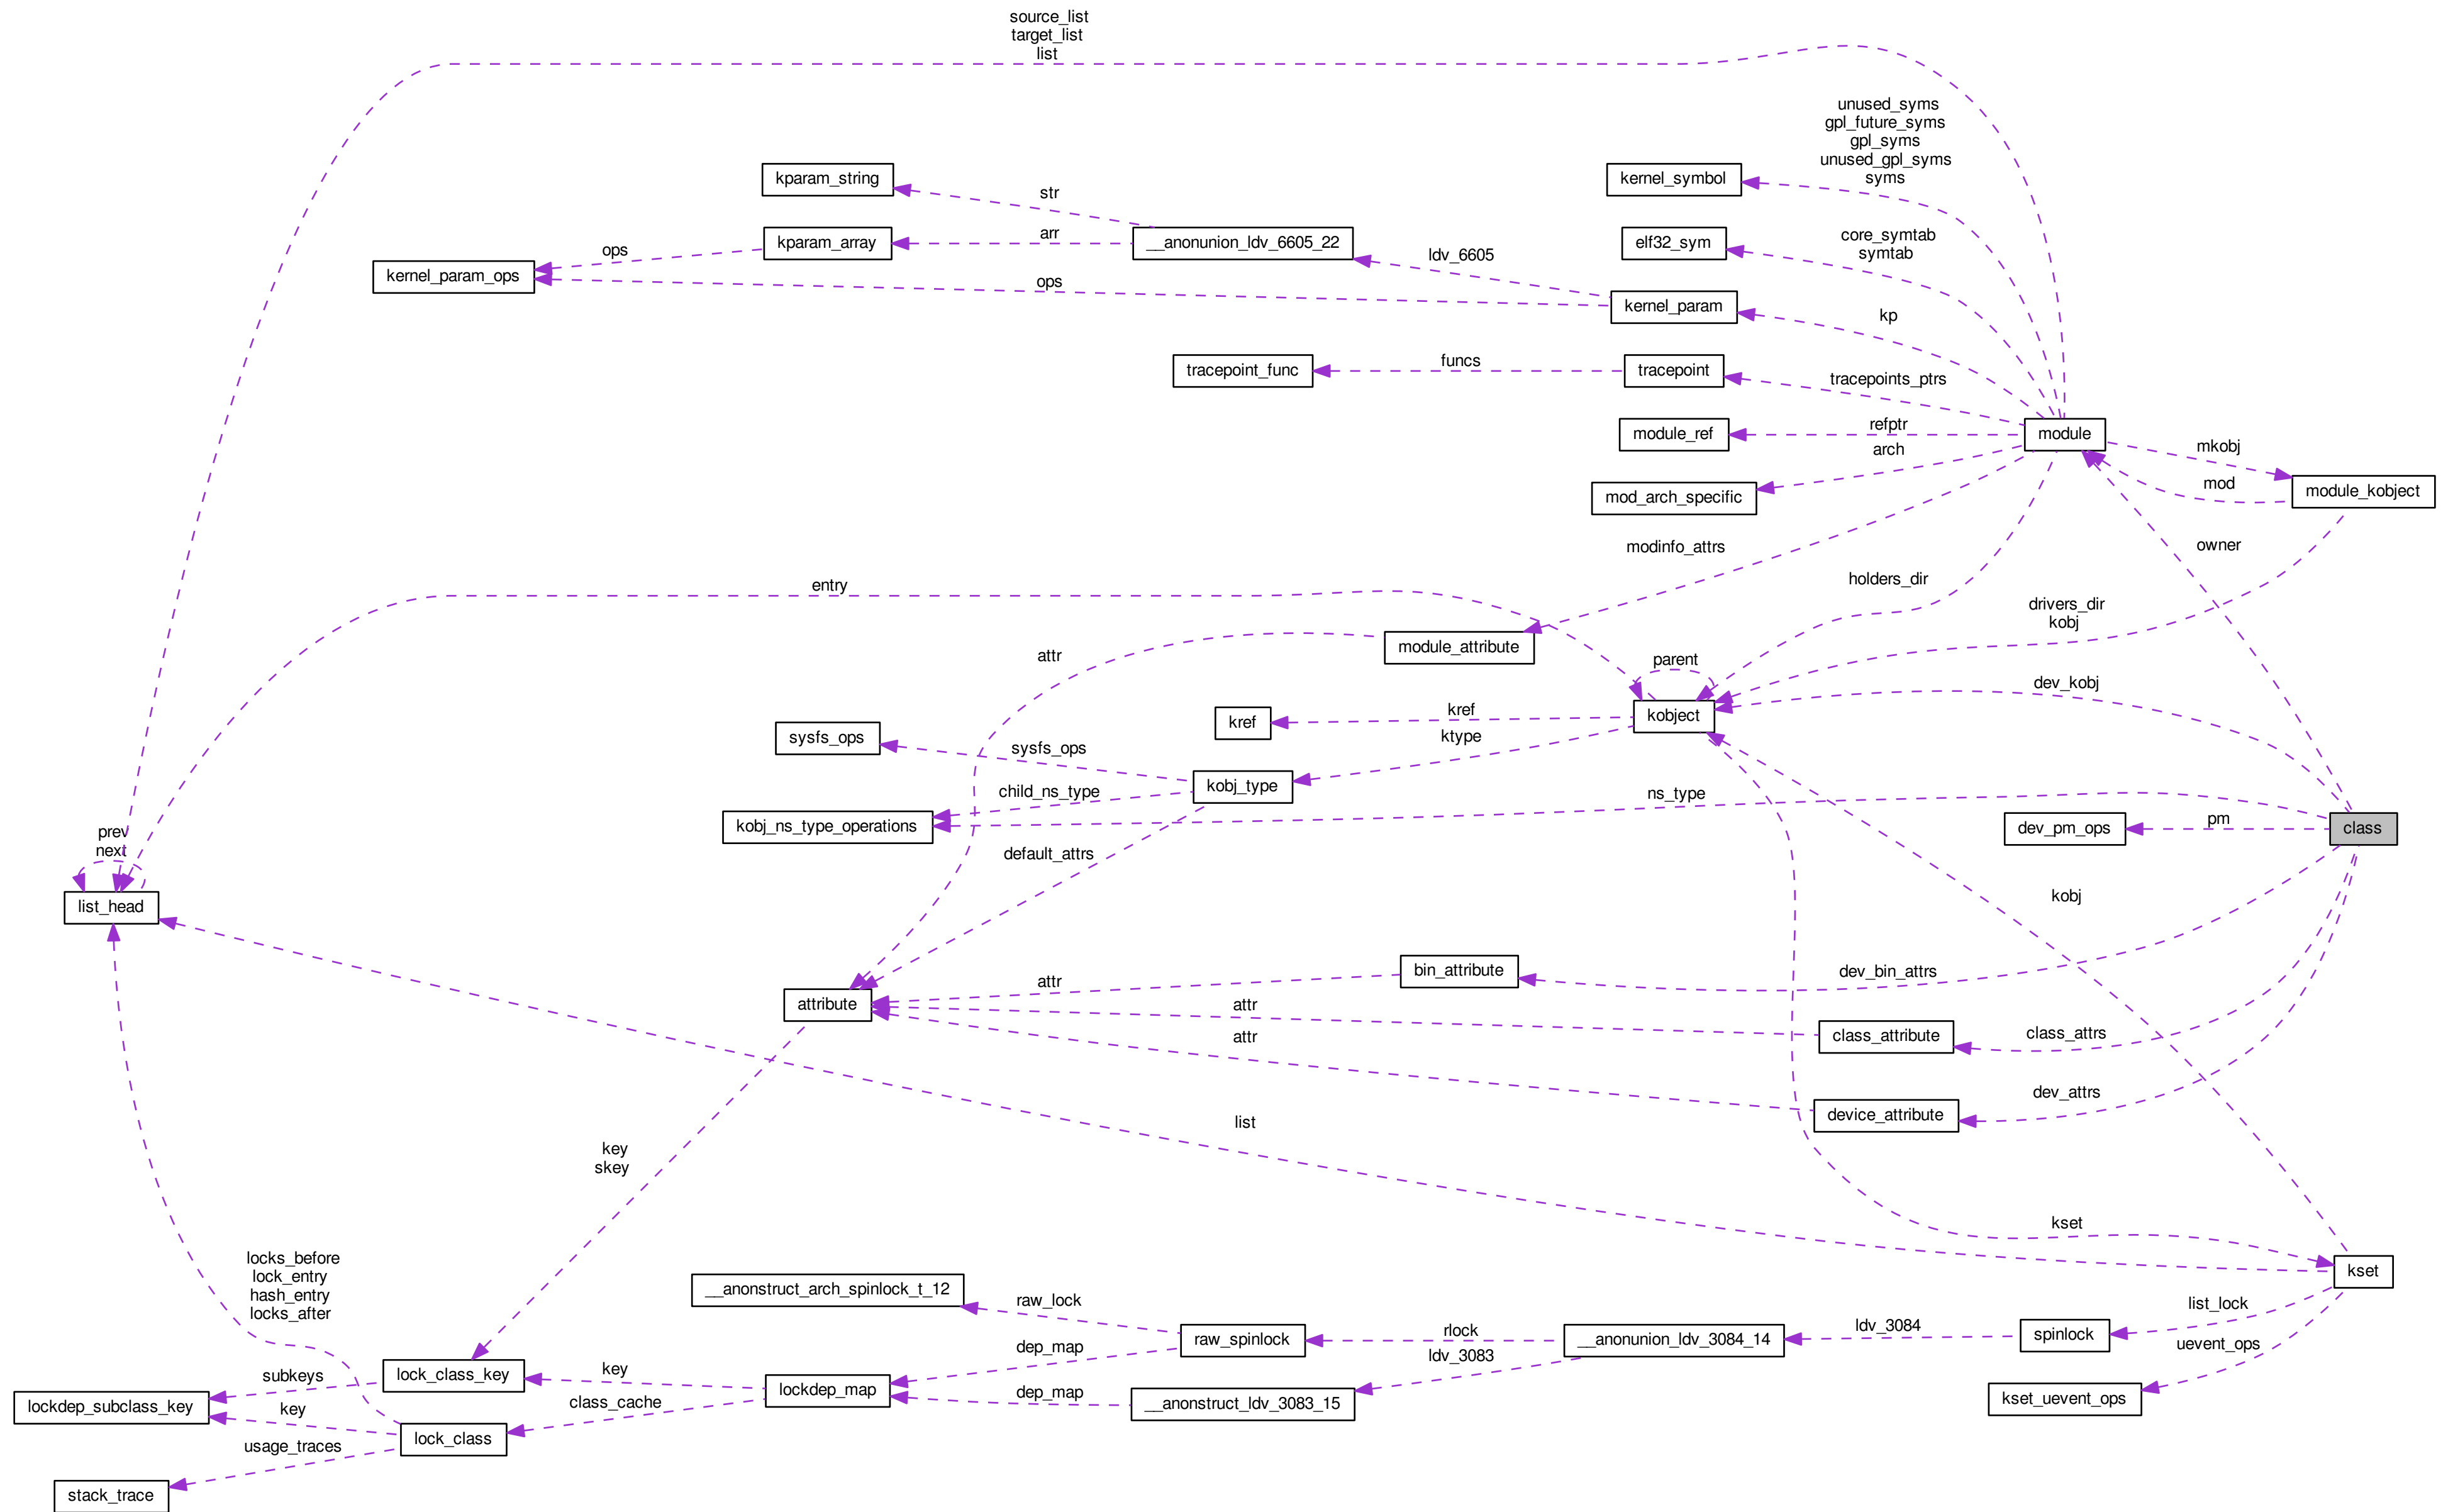 source_list
target_list
list
unused_syms
gpl_future_syms
gpl_syms
unused_gpl_syms
syms
kparam_string
kernel_symbol
str
kparam_array
arr
__anonunion_ldv_6605_22
elf32_sym
core_symtab
symtab
ops
kernel_param_ops
ldv_6605
ops
kernel_param
kp
tracepoint_func
funcs
tracepoint
tracepoints_ptrs
module_ref
refptr
module
arch
mkobj
mod_arch_specific
mod
module_kobject
modinfo_attrs
owner
entry
holders_dir
drivers_dir
kobj
attr
module_attribute
parent
dev_kobj
kref
kref
kobject
sysfs_ops
sysfs_ops
ktype
kobj_type
child_ns_type
ns_type
kobj_ns_type_operations
dev_pm_ops
pm
class
prev
next
default_attrs
kobj
list_head
bin_attribute
dev_bin_attrs
attr
attribute
attr
class_attribute
class_attrs
attr
dev_attrs
device_attribute
list
key
skey
kset
locks_before
lock_entry
hash_entry
locks_after
kset
__anonstruct_arch_spinlock_t_12
raw_lock
list_lock
raw_spinlock
rlock
__anonunion_ldv_3084_14
ldv_3084
spinlock
dep_map
ldv_3083
uevent_ops
subkeys
lock_class_key
key
lockdep_map
dep_map
__anonstruct_ldv_3083_15
kset_uevent_ops
lockdep_subclass_key
key
class_cache
lock_class
usage_traces
stack_trace